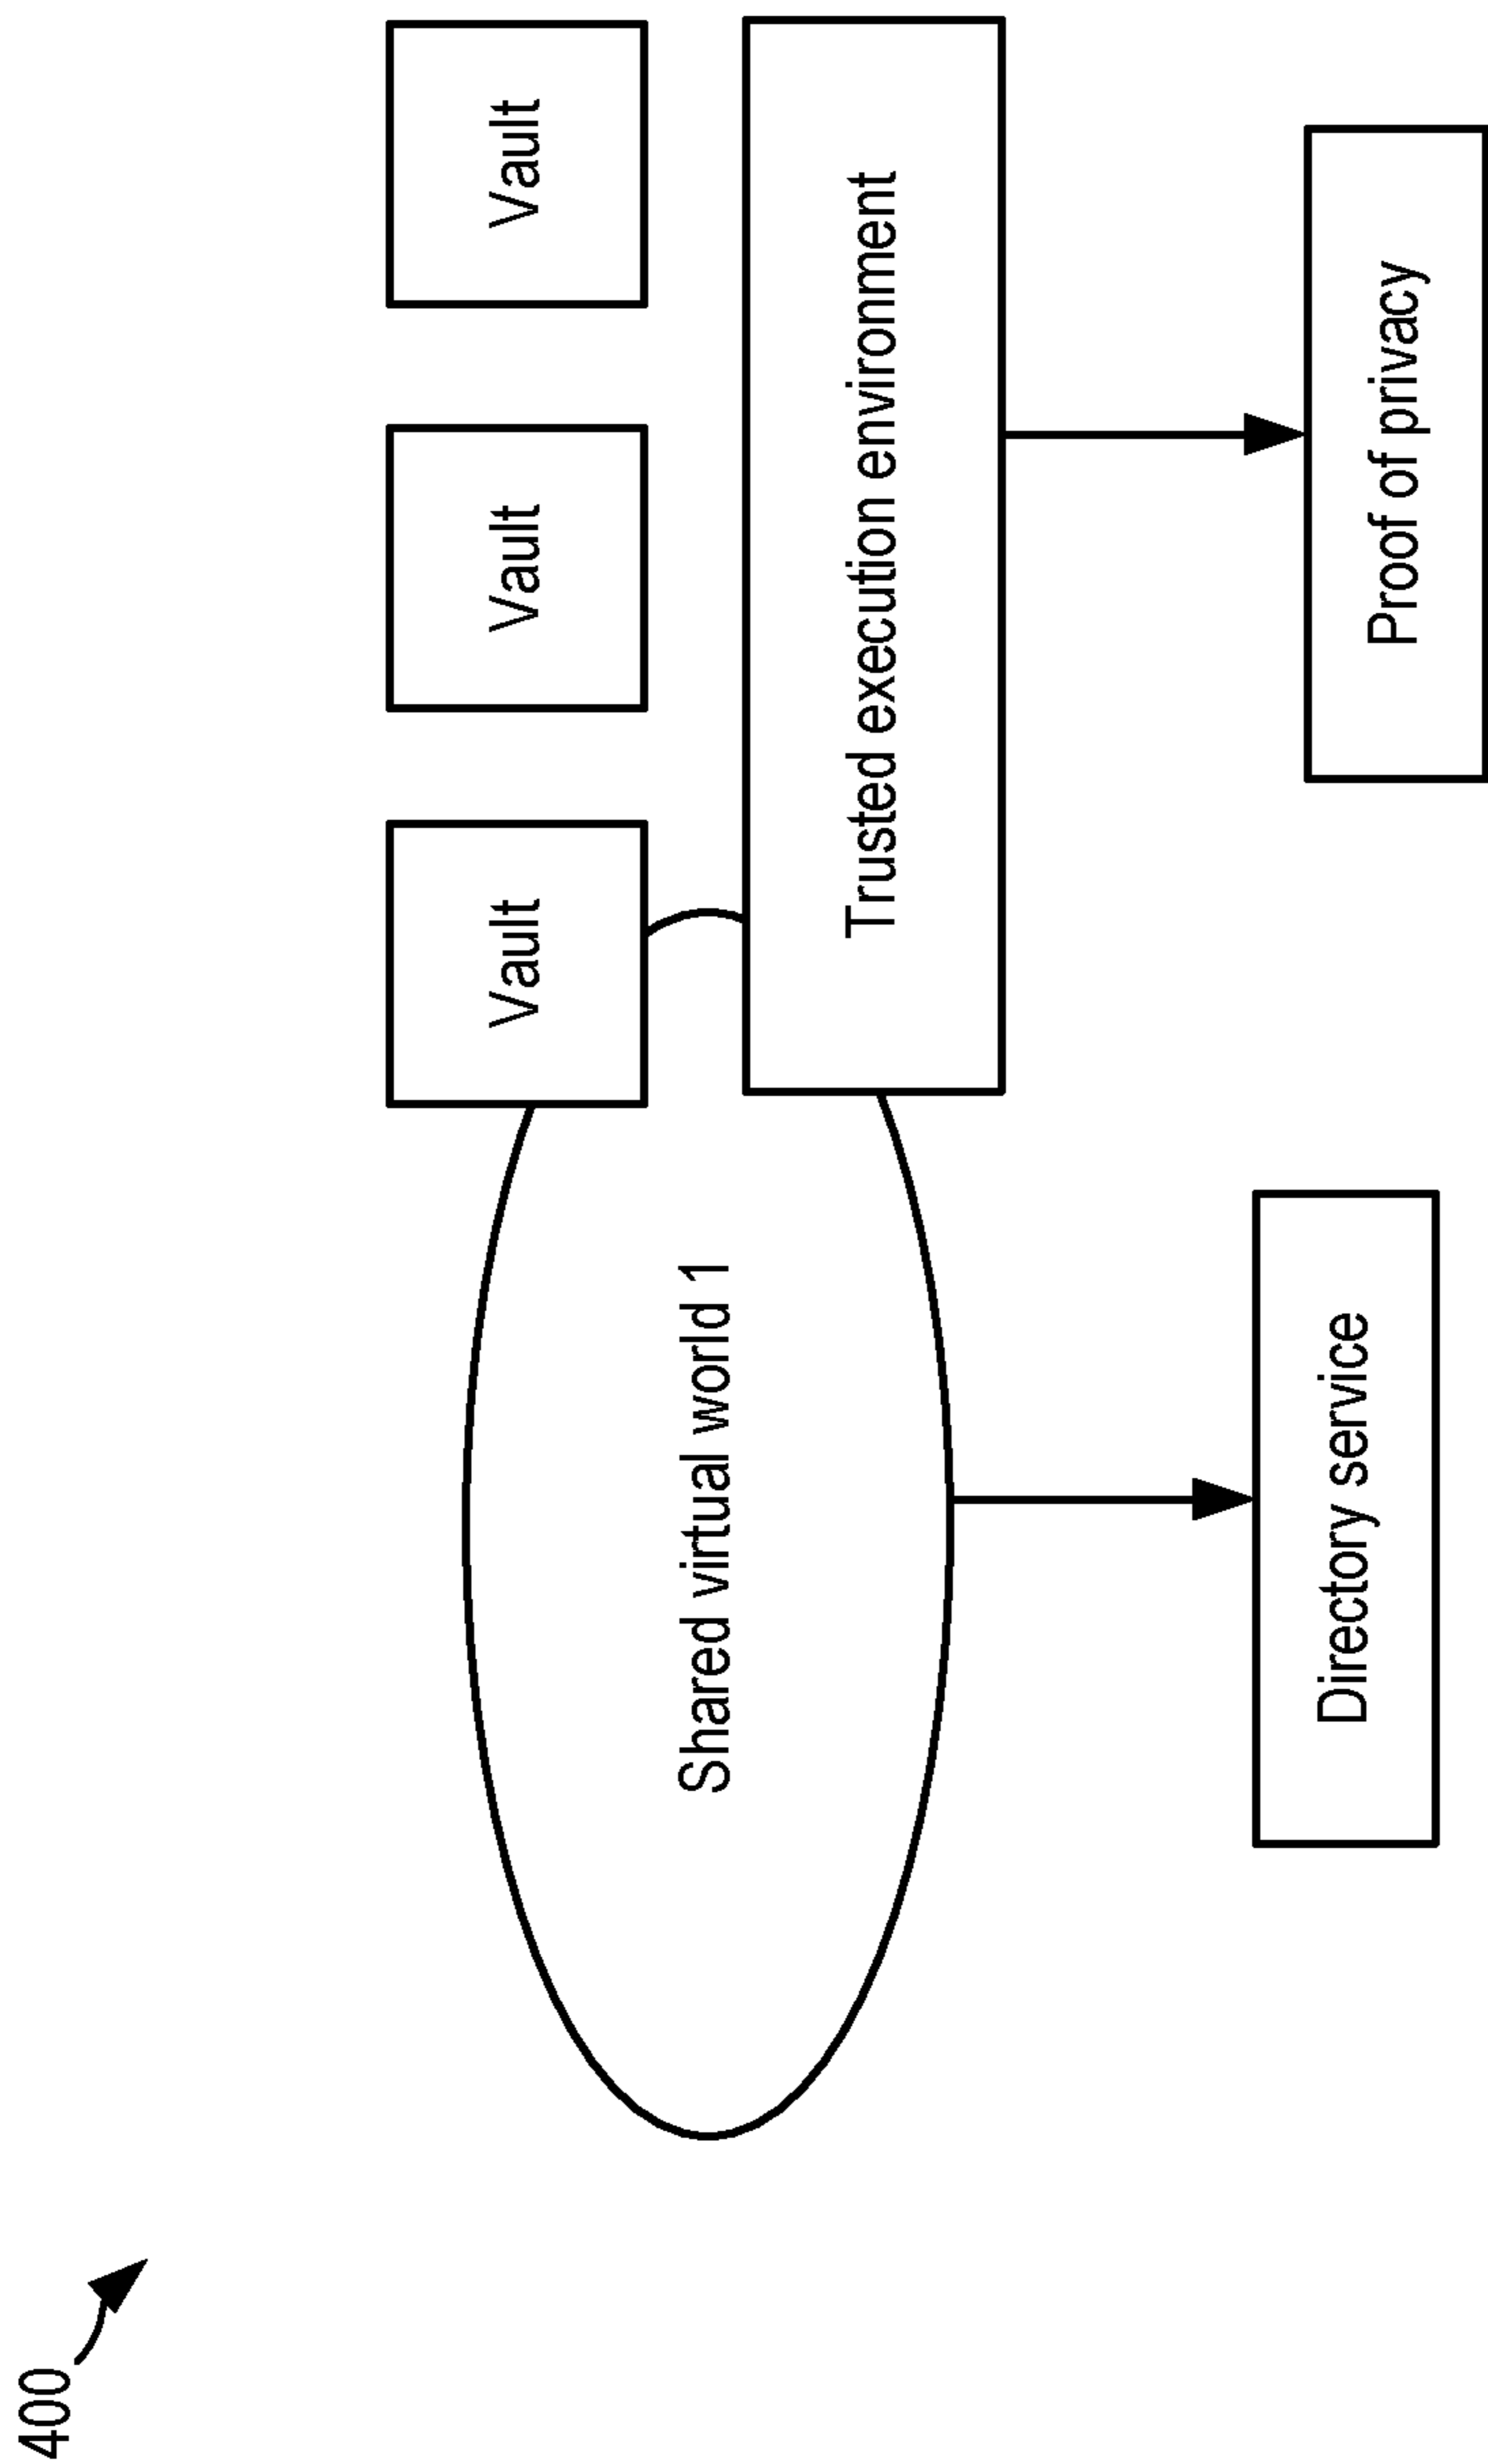 400
Vault
Vault
Vault
Shared virtual world 1
Trusted execution environment
Directory service
Proof of privacy